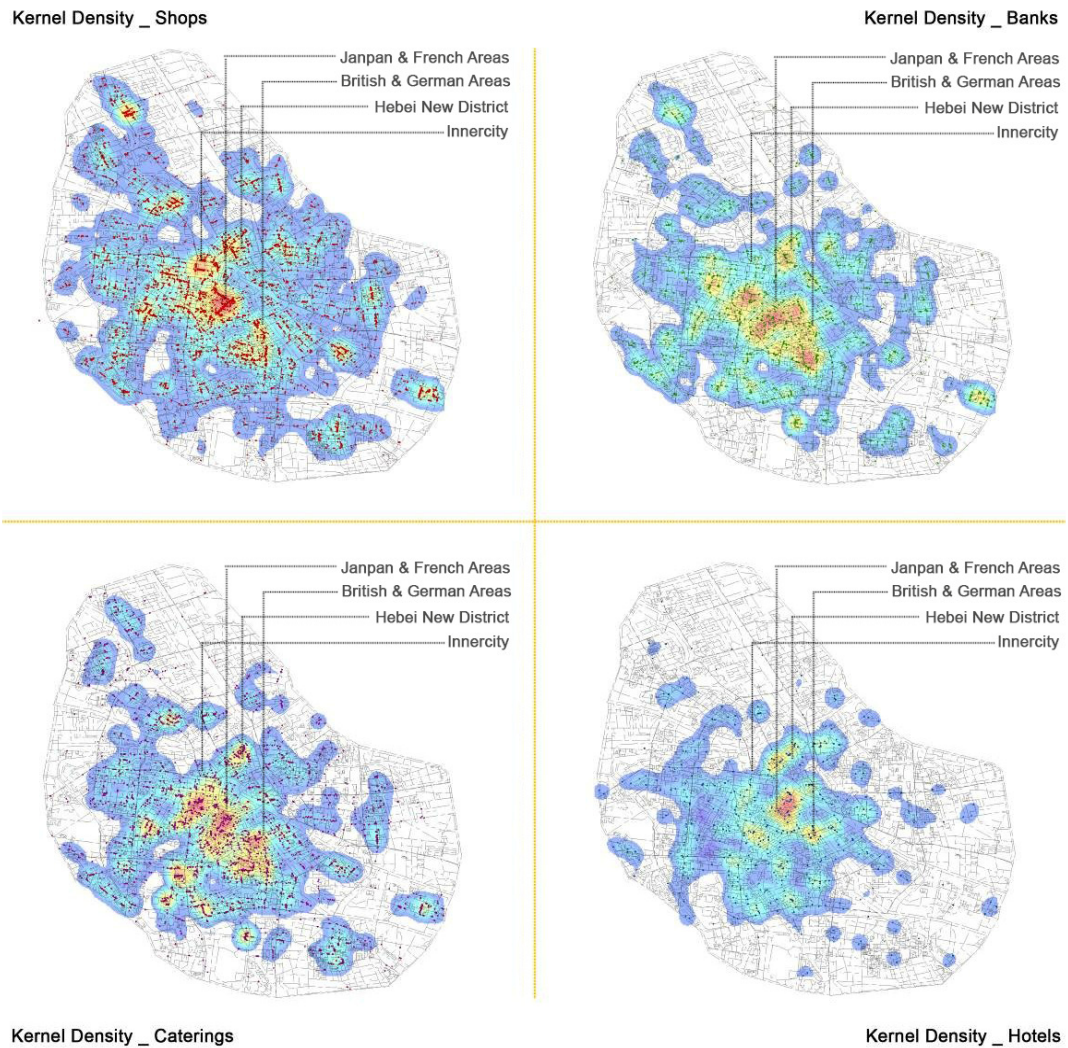 Kernel Density _ Shops
Kernel Density _ Banks
Janpan & French Areas
British & German Areas
Hebei New District
Innercity
Janpan & French Areas
British & German Areas
Hebei New District
Innercity
Janpan & French Areas
British & German Areas
Hebei New District
Innercity
Janpan & French Areas
British & German Areas
Hebei New District
Innercity
Kernel Density _ Caterings
Kernel Density _ Hotels